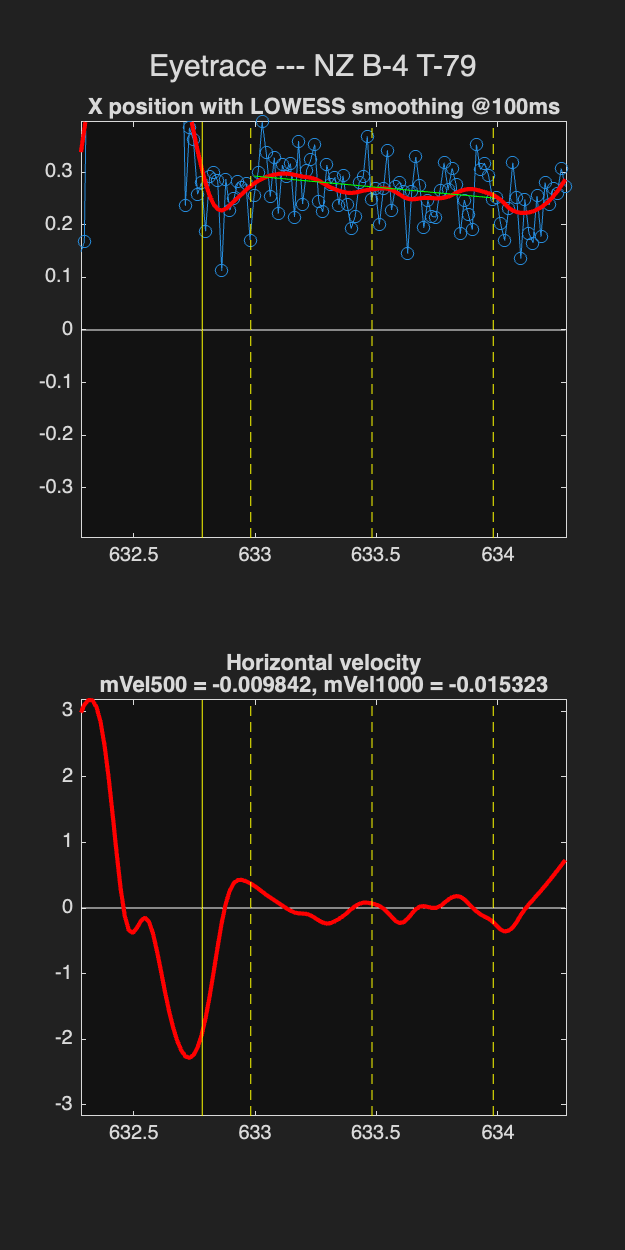 Eyetrace --- NZ B-4 T-79
X position with LOWESS smoothing @100ms
0.3
0.2
0.1
0
-0.1
-0.2
-0.3
632.5 633 633.5 634
Horizontal velocity
mVel500 = -0.009842, mVel1000 = -0.015323
3
2
1
0
-1
-2
-3
632.5 633 633.5 634